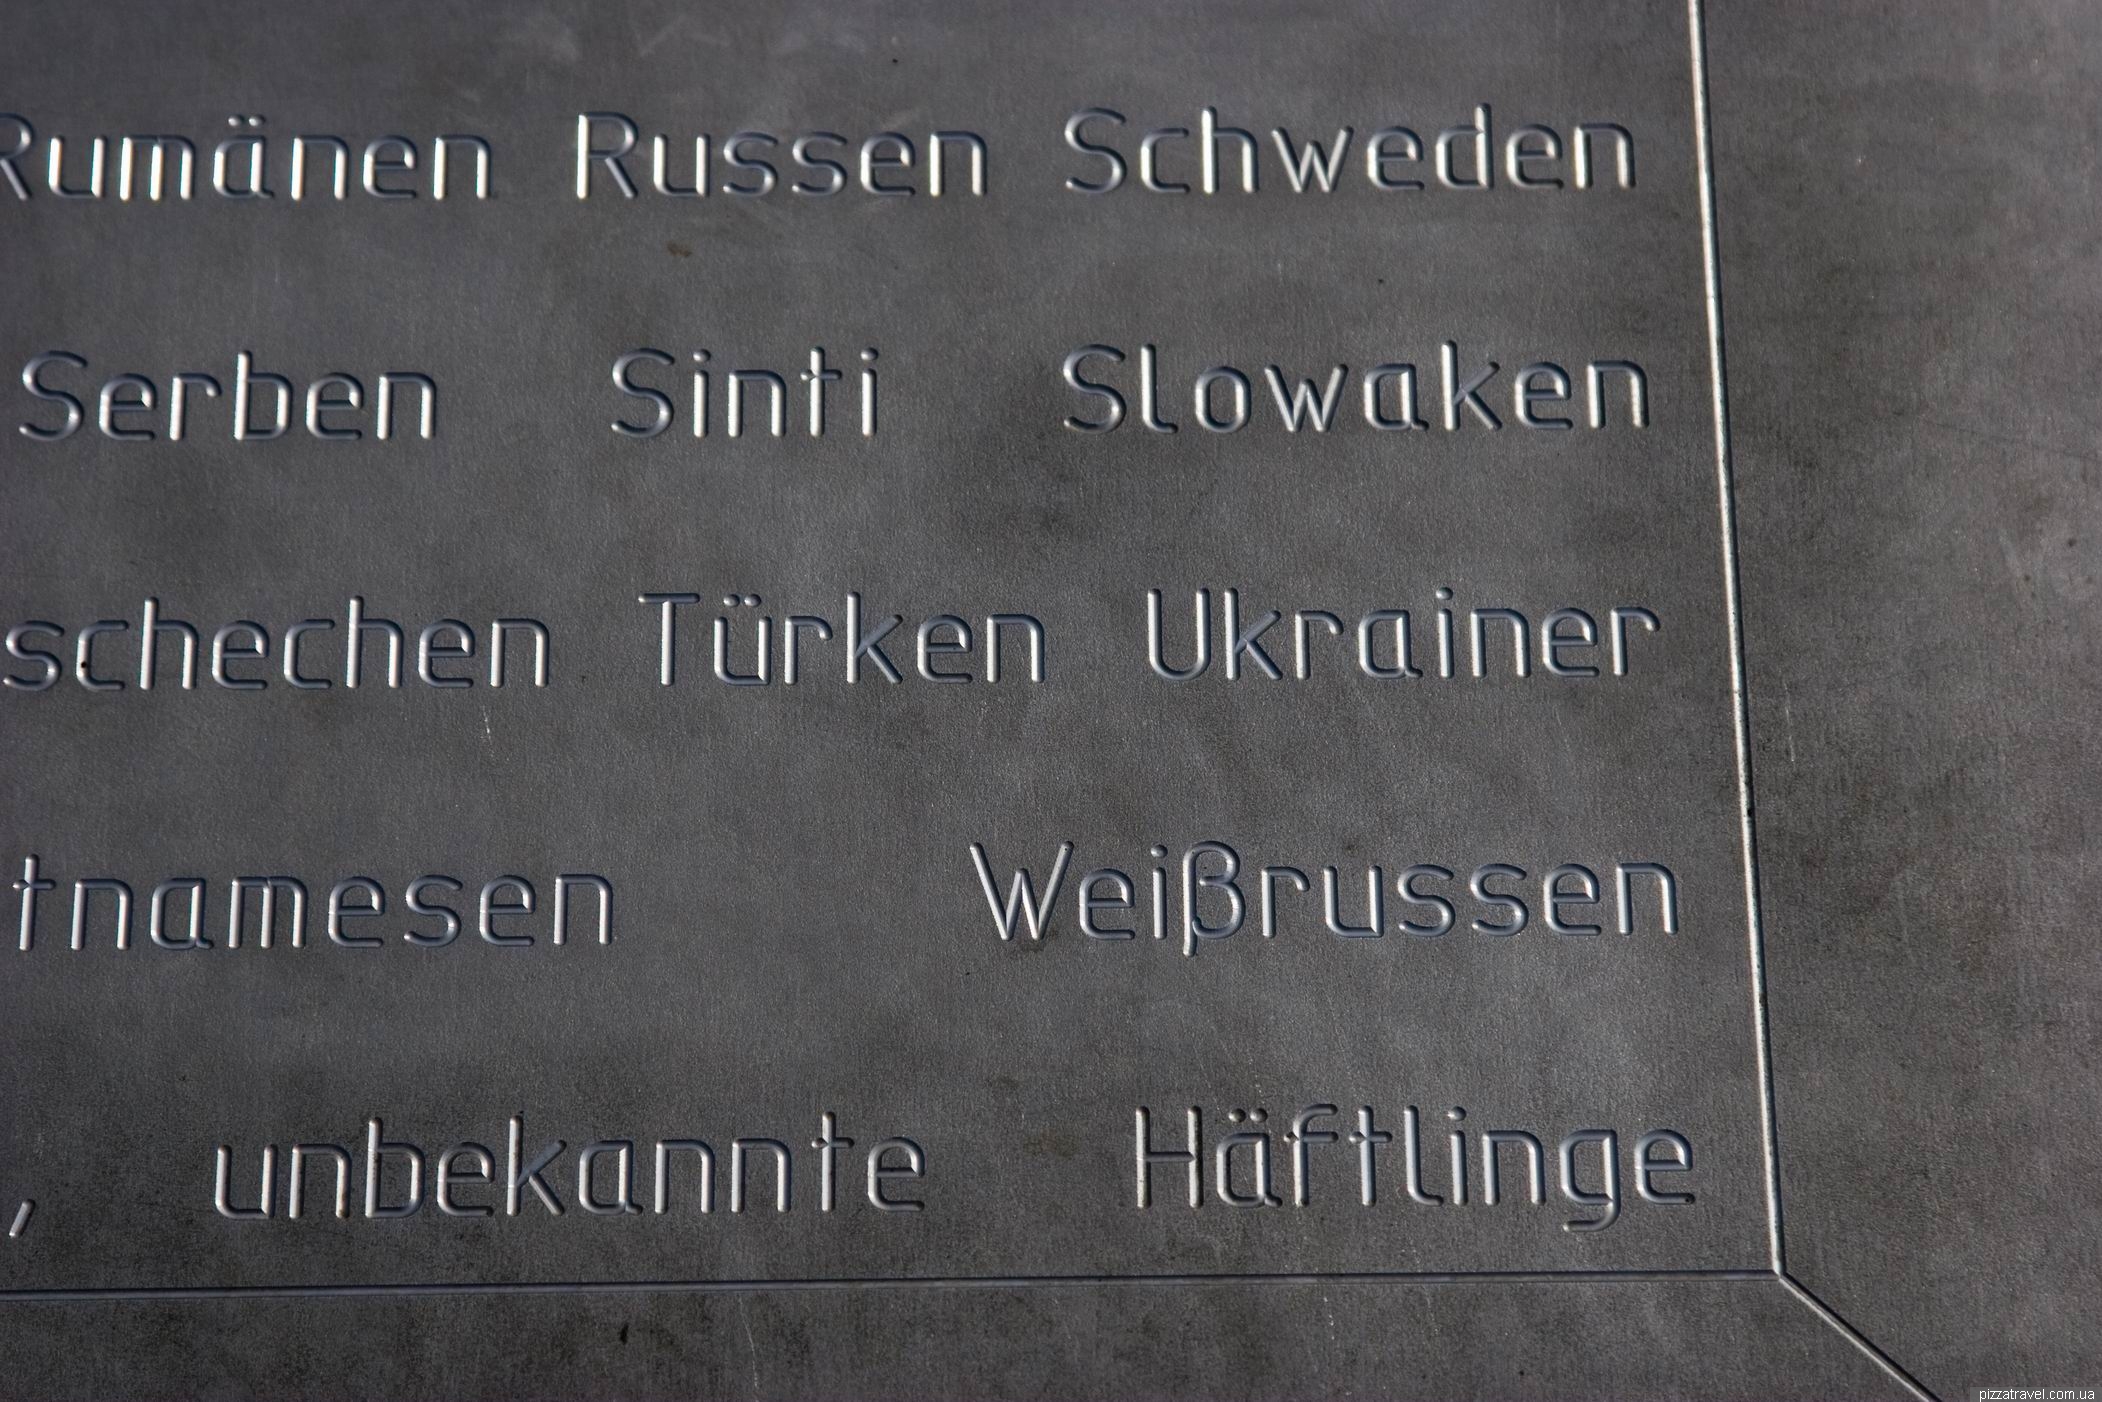 Rumänen Russen Schweden
Serben Sinti Slowaken
schechen Türken Ukrainer
tnamesen Weißrussen
, unbekannte Häftlinge
pizzatravel.com.ua